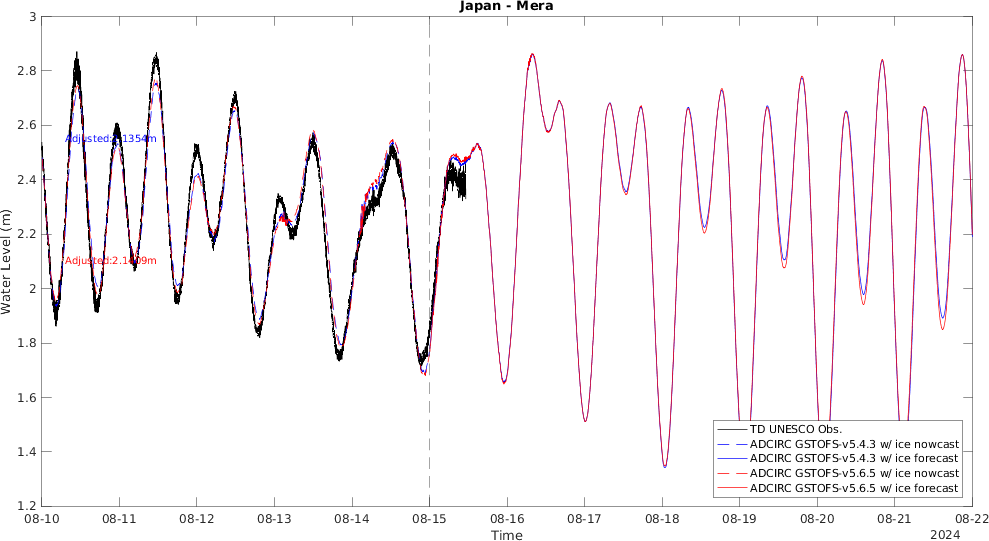 Japan - Mera
3
2.8
2.6
2.4
2.2
2
1.8
1.6
1.4
1.2
Water Level (m)
Adjusted:2.1354m
Adjusted:2.1409m
TD UNESCO Obs.
ADCIRC GSTOFS-v5.4.3 w/ ice nowcast
ADCIRC GSTOFS-v5.4.3 w/ ice forecast
ADCIRC GSTOFS-v5.6.5 w/ ice nowcast
ADCIRC GSTOFS-v5.6.5 w/ ice forecast
08-10 08-11 08-12 08-13 08-14 08-15 08-16 08-17 08-18 08-19 08-20 08-21 08-22
Time
2024